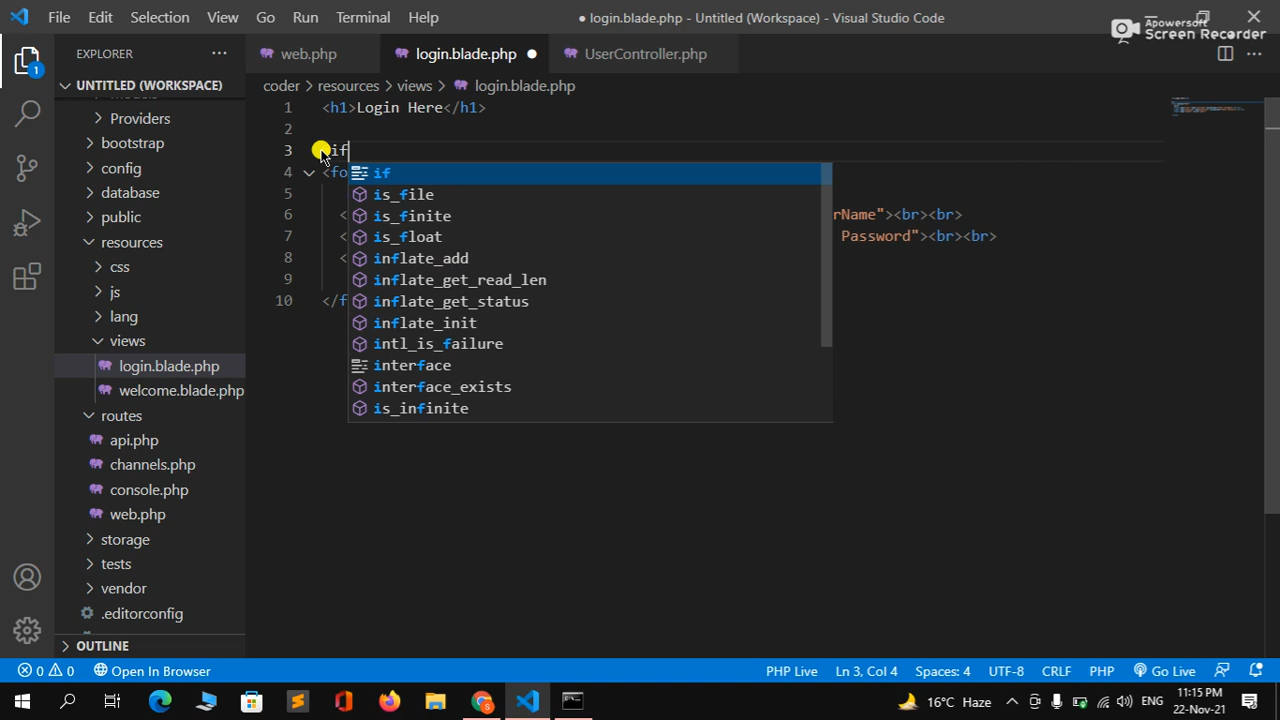 File Edit Selection View Go Run Terminal Help
● login.blade.php - Untitled (Workspace) - Visual Studio Code
Apowersoft
Screen Recorder
EXPLORER
web.php
login.blade.php
UserController.php
1
UNTITLED (WORKSPACE)
coder > resources > views > login.blade.php
Providers
bootstrap
config
database
public
resources
css
js
lang
views
login.blade.php
welcome.blade.php
routes
api.php
channels.php
console.php
web.php
storage
tests
vendor
.editorconfig
OUTLINE
1 <h1>Login Here</h1>
2
3 if
4 <fo
5
6 < rName"><br><br>
7 < Password"><br><br>
8 <
9
10 </f
if
is_file
is_finite
is_float
inflate_add
inflate_get_read_len
inflate_get_status
inflate_init
intl_is_failure
interface
interface_exists
is_infinite
0 0 Open In Browser
PHP Live Ln 3, Col 4 Spaces: 4 UTF-8 CRLF PHP Go Live
16°C Haze ENG
11:15 PM
22-Nov-21